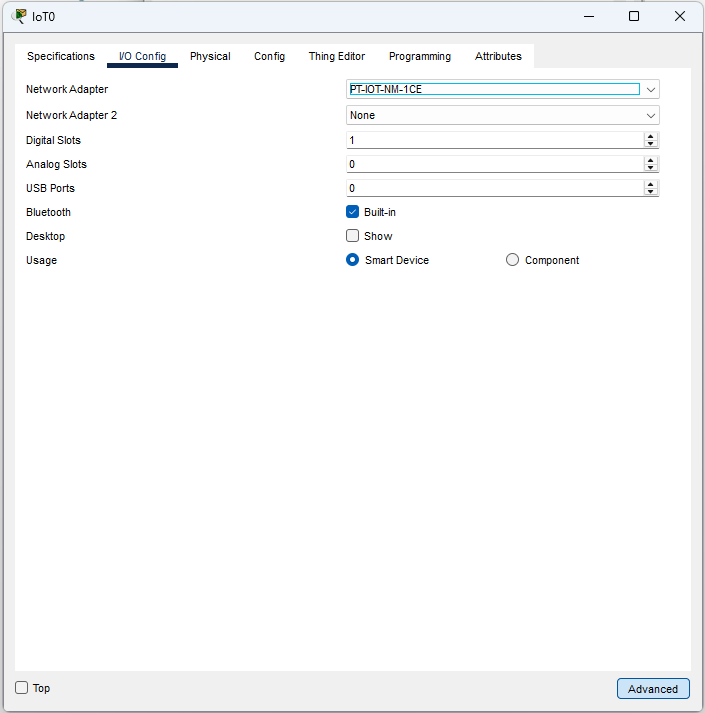 IoT0
Specifications I/O Config Physical Config Thing Editor Programming Attributes
Network Adapter PT-IOT-NM-1CE
Network Adapter 2 None
Digital Slots 1
Analog Slots 0
USB Ports 0
Bluetooth Built-in
Desktop Show
Usage Smart Device Component
Top Advanced